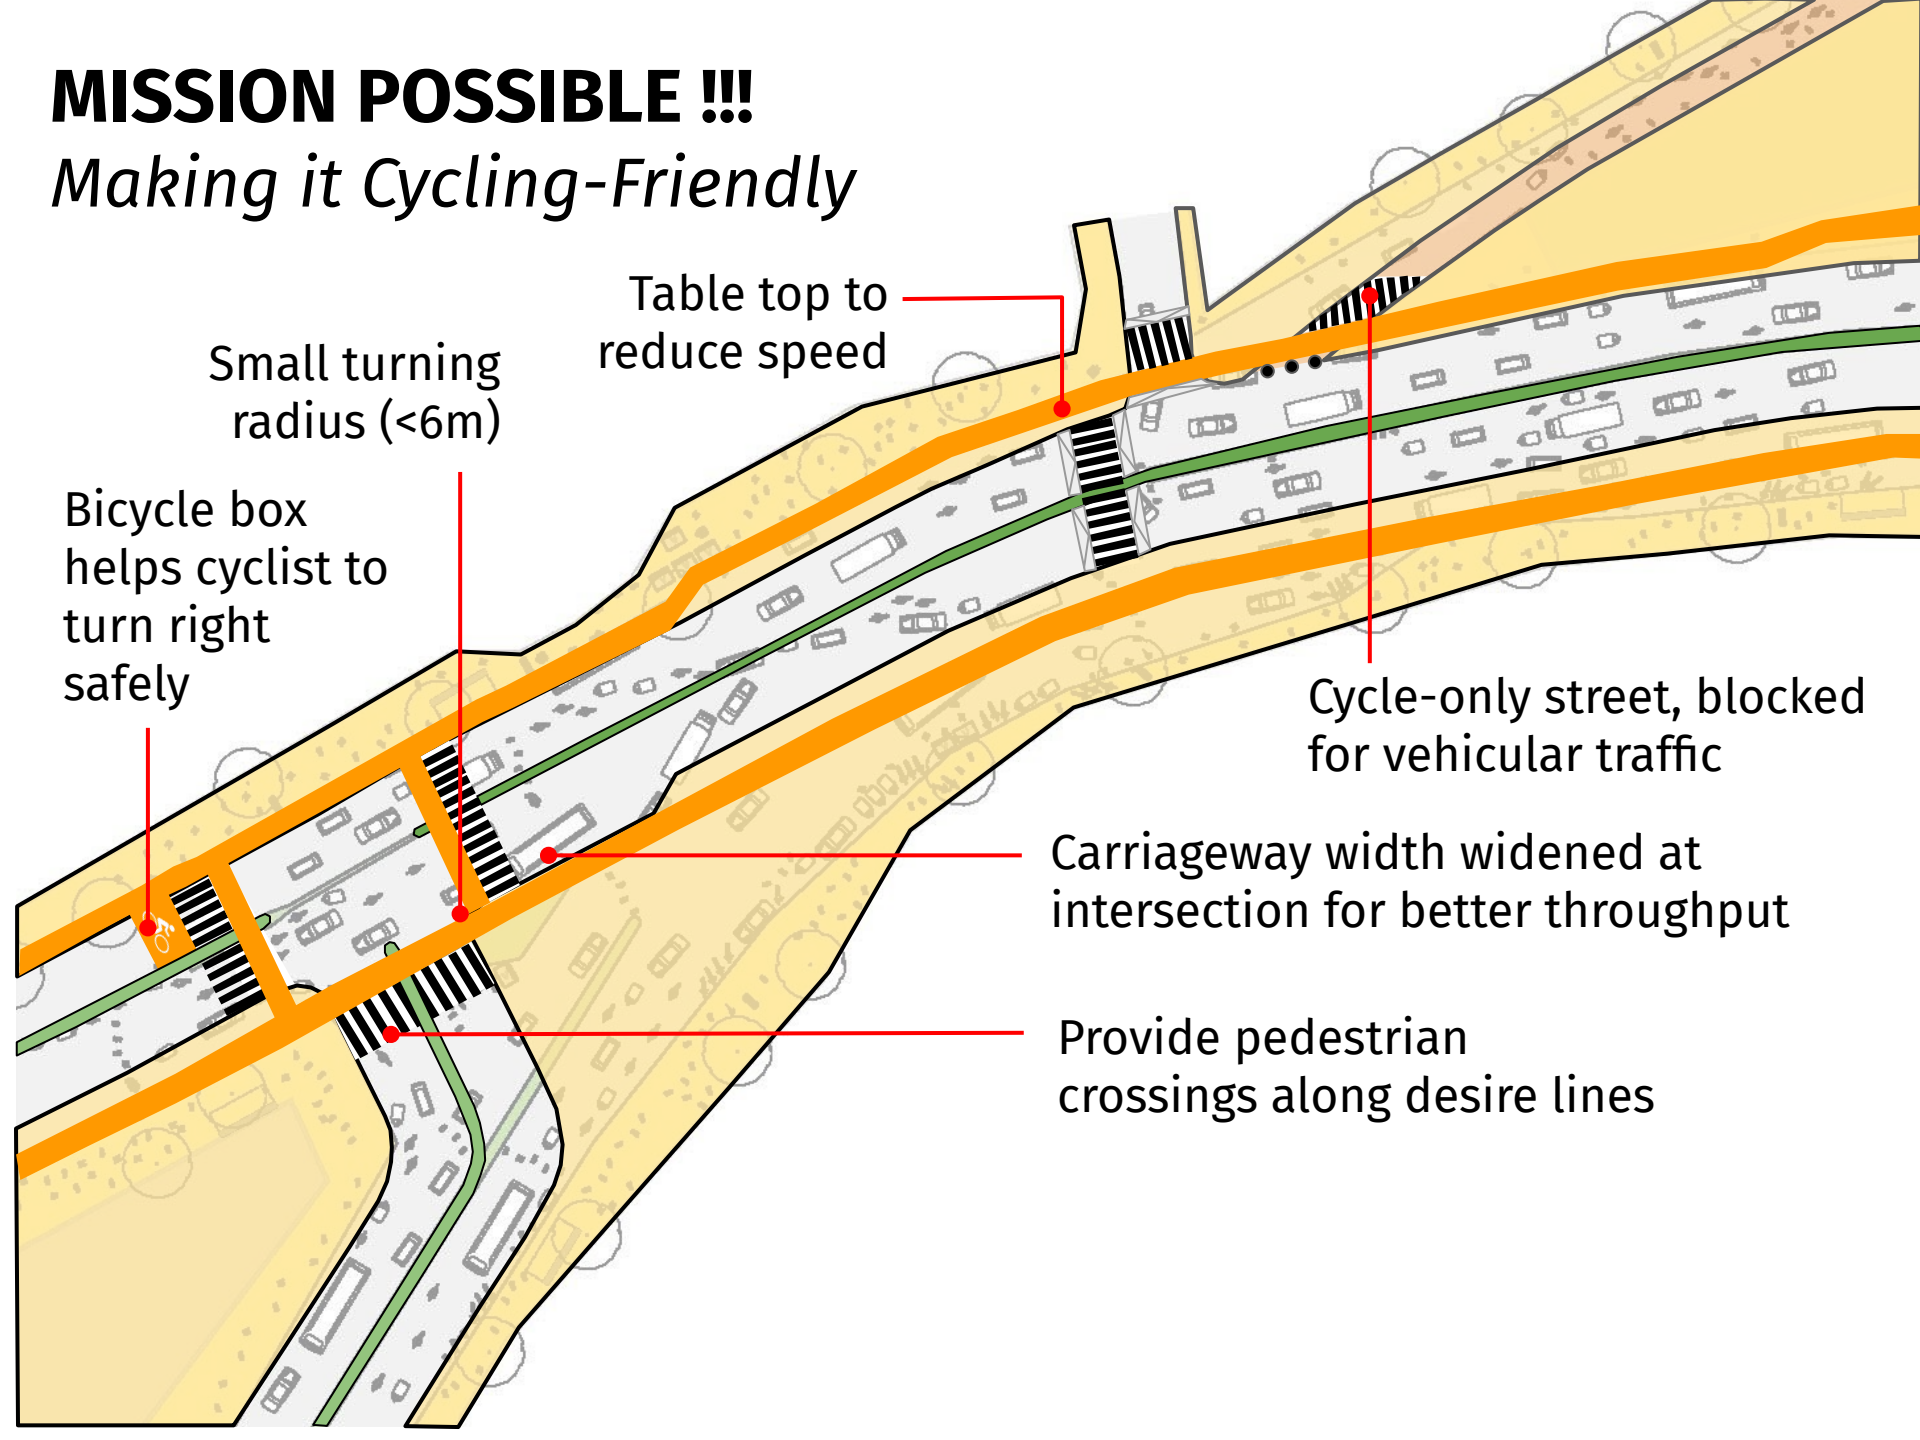 MISSION POSSIBLE !!!
Making it Cycling-Friendly
Table top to
reduce speed
Small turning
radius (<6m)
Bicycle box
helps cyclist to
turn right
safely
Cycle-only street, blocked
for vehicular traffic
Carriageway width widened at
intersection for better throughput
Provide pedestrian
crossings along desire lines